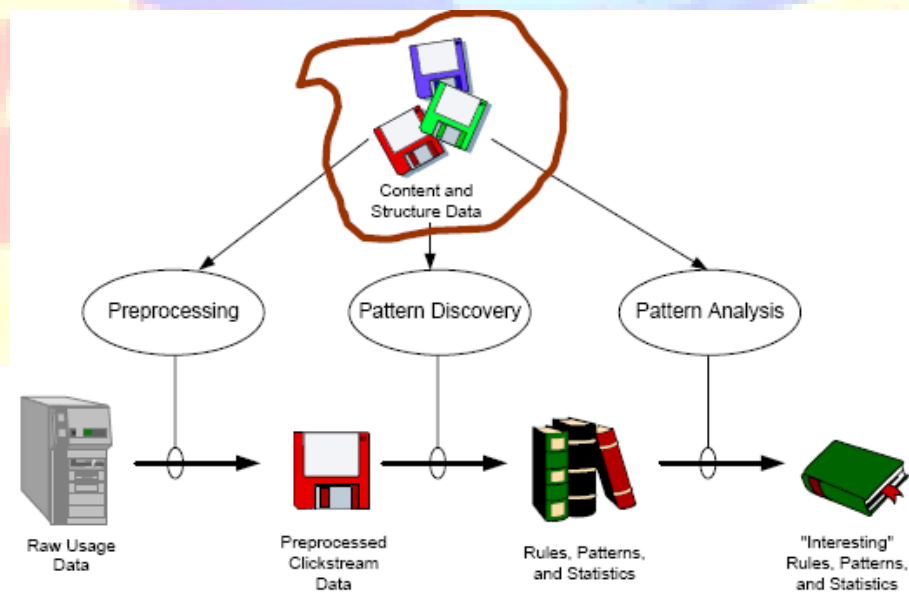 Content and
Structure Data
Preprocessing
Pattern Discovery
Pattern Analysis
Raw Usage
Data
Preprocessed
Clickstream
Data
Rules, Patterns,
and Statistics
"Interesting"
Rules, Patterns,
and Statistics